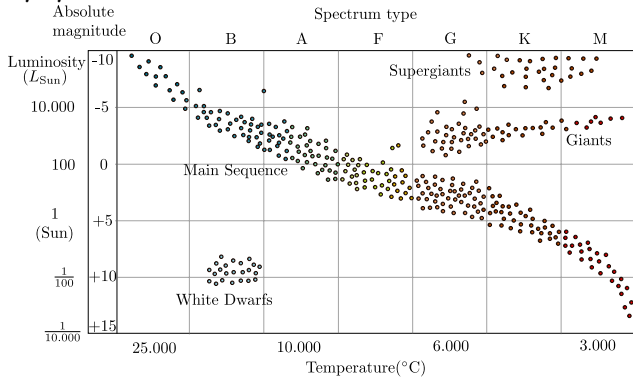 Absolute
magnitude
Spectrum type
O B A F G K M
Luminosity
(L_Sun)
-10
Supergiants
10.000
-5
Giants
100
0
Main Sequence
1
(Sun)
+5
1/100
+10
White Dwarfs
1/10.000
+15
25.000 10.000 6.000 3.000
Temperature(°C)